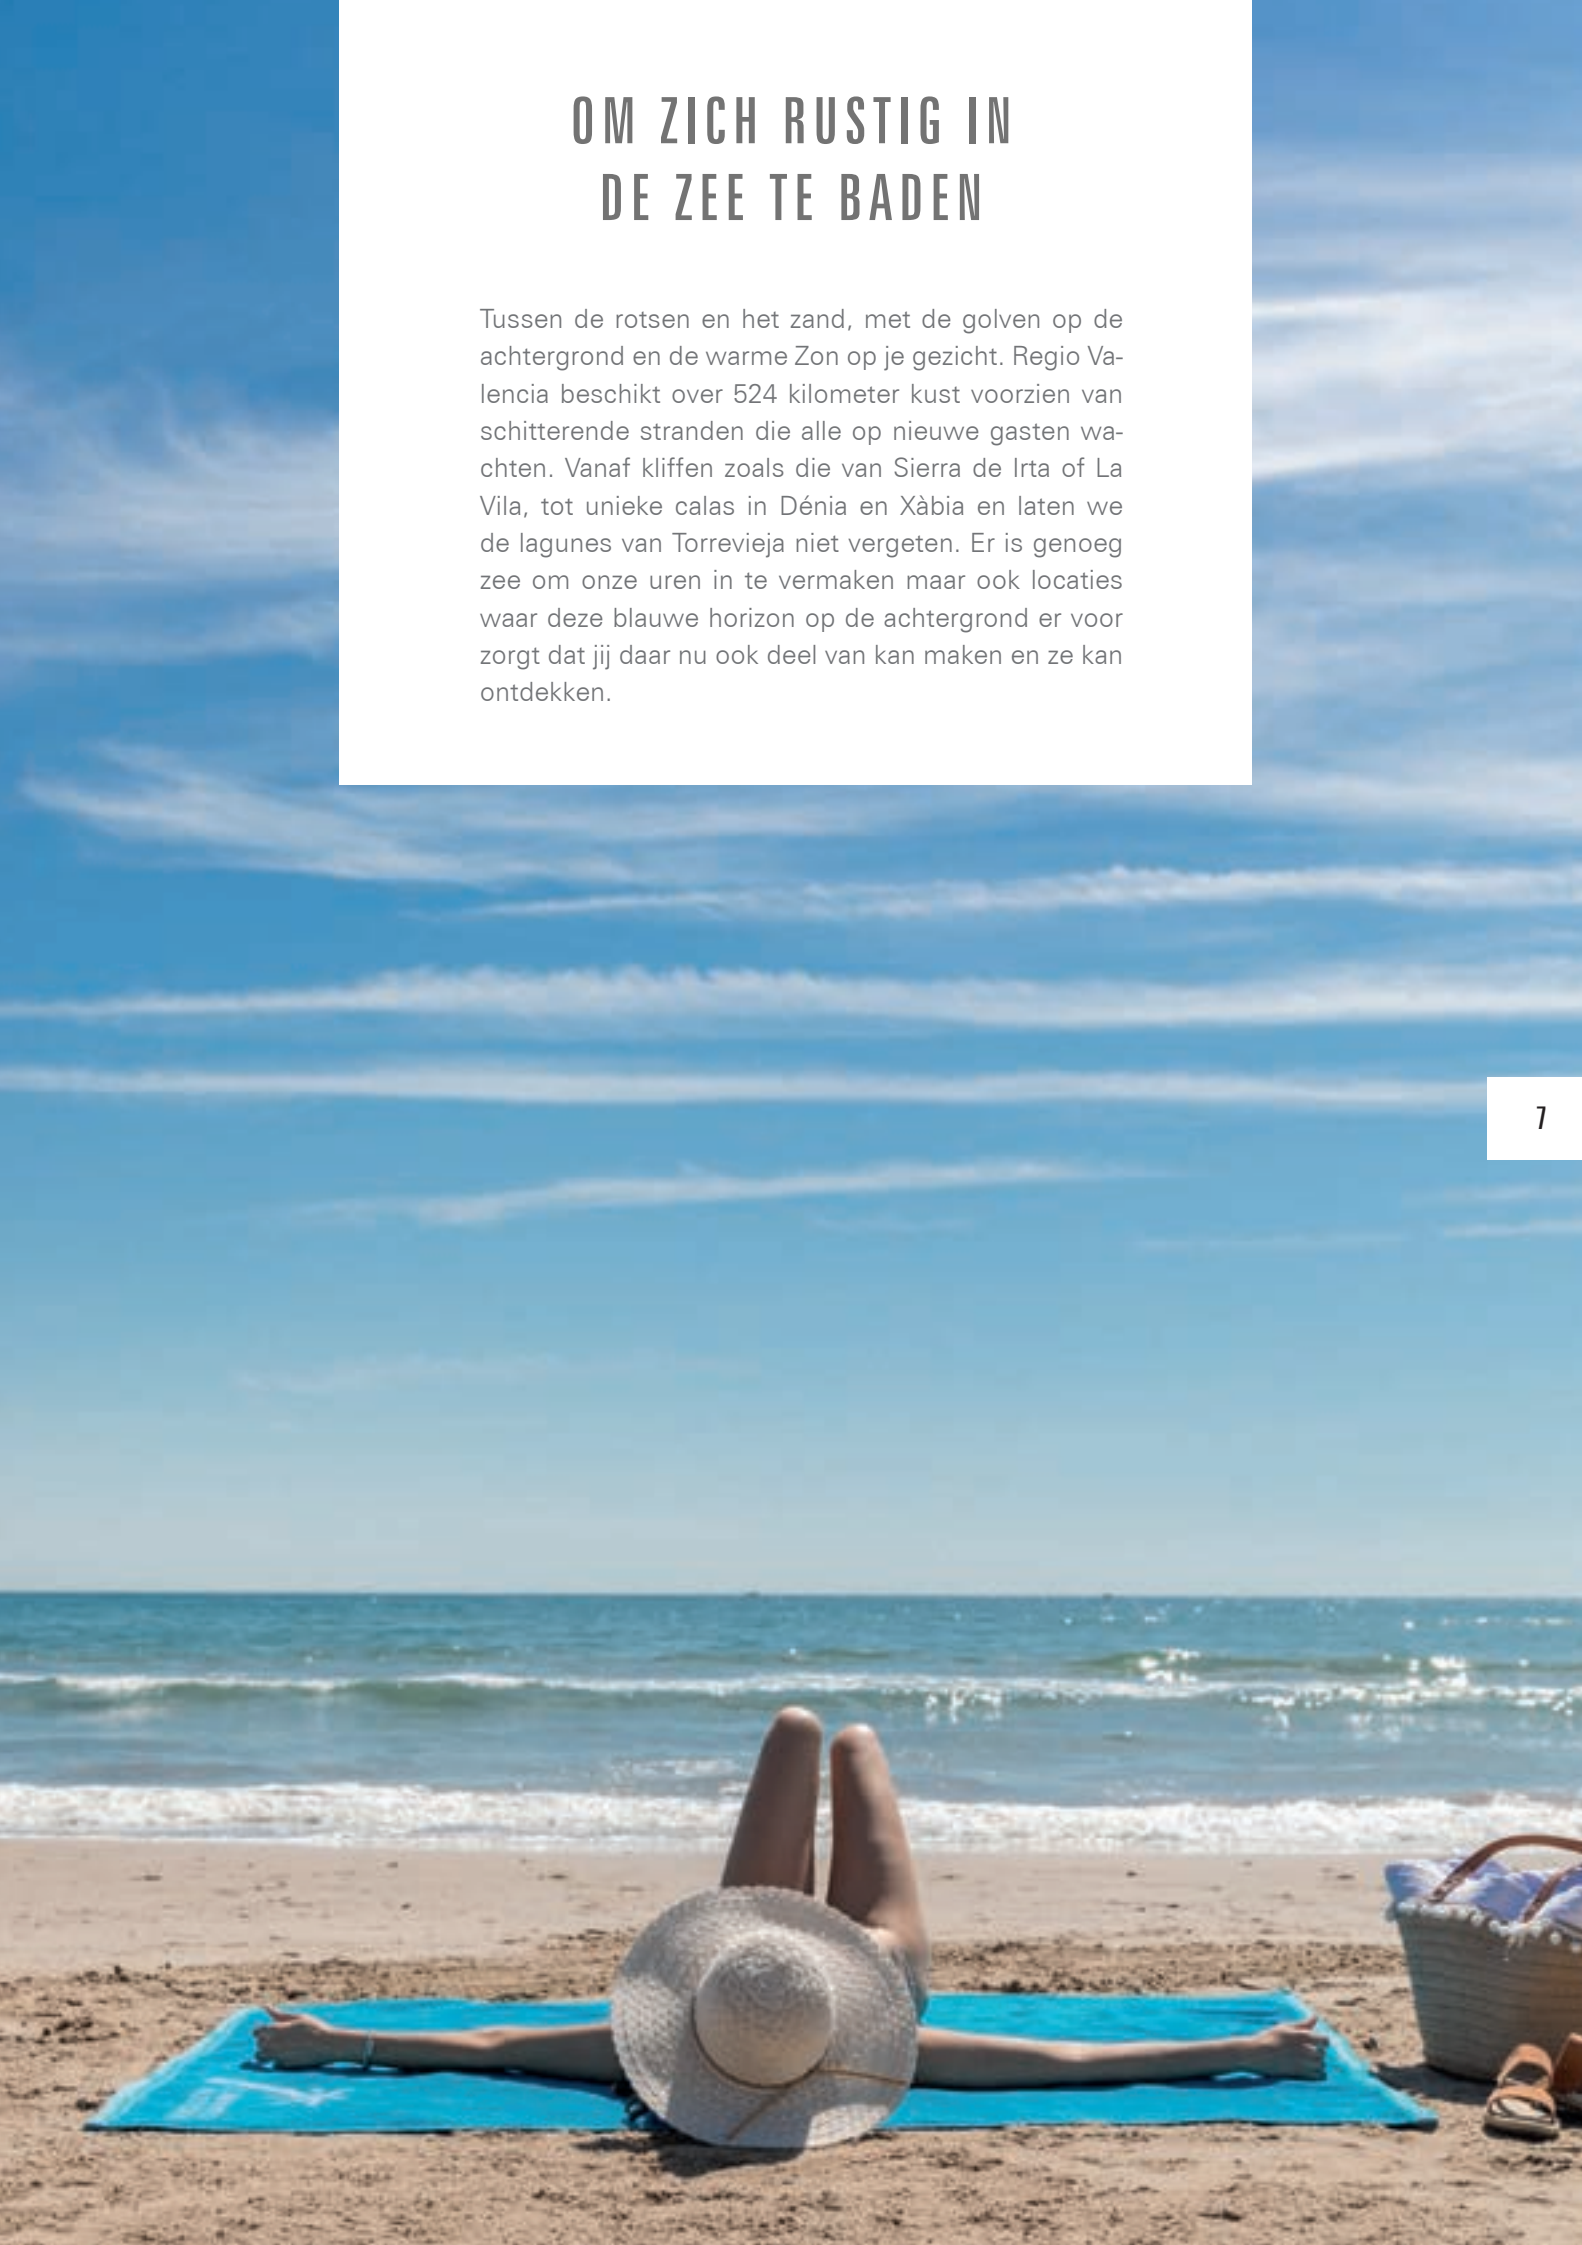 OM ZICH RUSTIG IN
DE ZEE TE BADEN
Tussen de rotsen en het zand, met de golven op de
achtergrond en de warme Zon op je gezicht. Regio Va-
lencia beschikt over 524 kilometer kust voorzien van
schitterende stranden die alle op nieuwe gasten wa-
chten. Vanaf kliffen zoals die van Sierra de Irta of La
Vila, tot unieke calas in Dénia en Xàbia en laten we
de lagunes van Torrevieja niet vergeten. Er is genoeg
zee om onze uren in te vermaken maar ook locaties
waar deze blauwe horizon op de achtergrond er voor
zorgt dat jij daar nu ook deel van kan maken en ze kan
ontdekken.
7